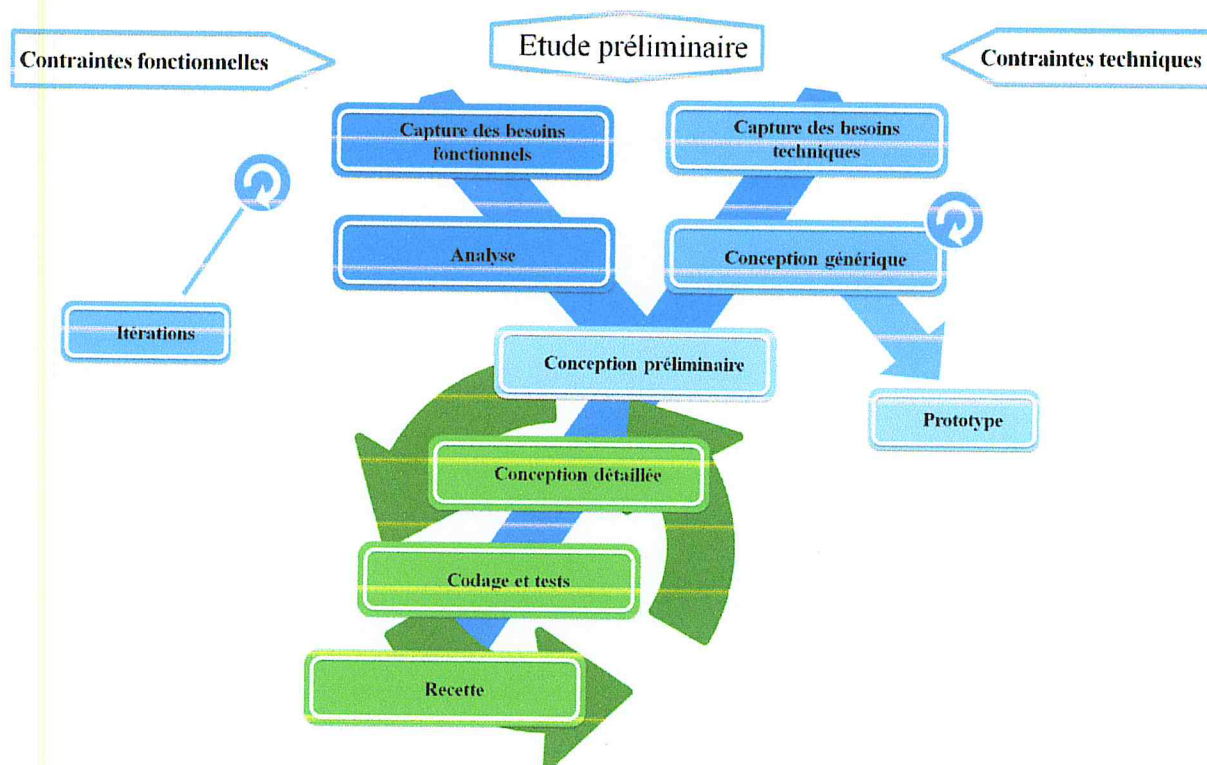 Etude préliminaire
Contraintes fonctionnelles
Contraintes techniques
Capture des besoins
fonctionnels
Capture des besoins
techniques
Analyse
Conception générique
Itérations
Conception préliminaire
Prototype
Conception détaillée
Codage et tests
Recette